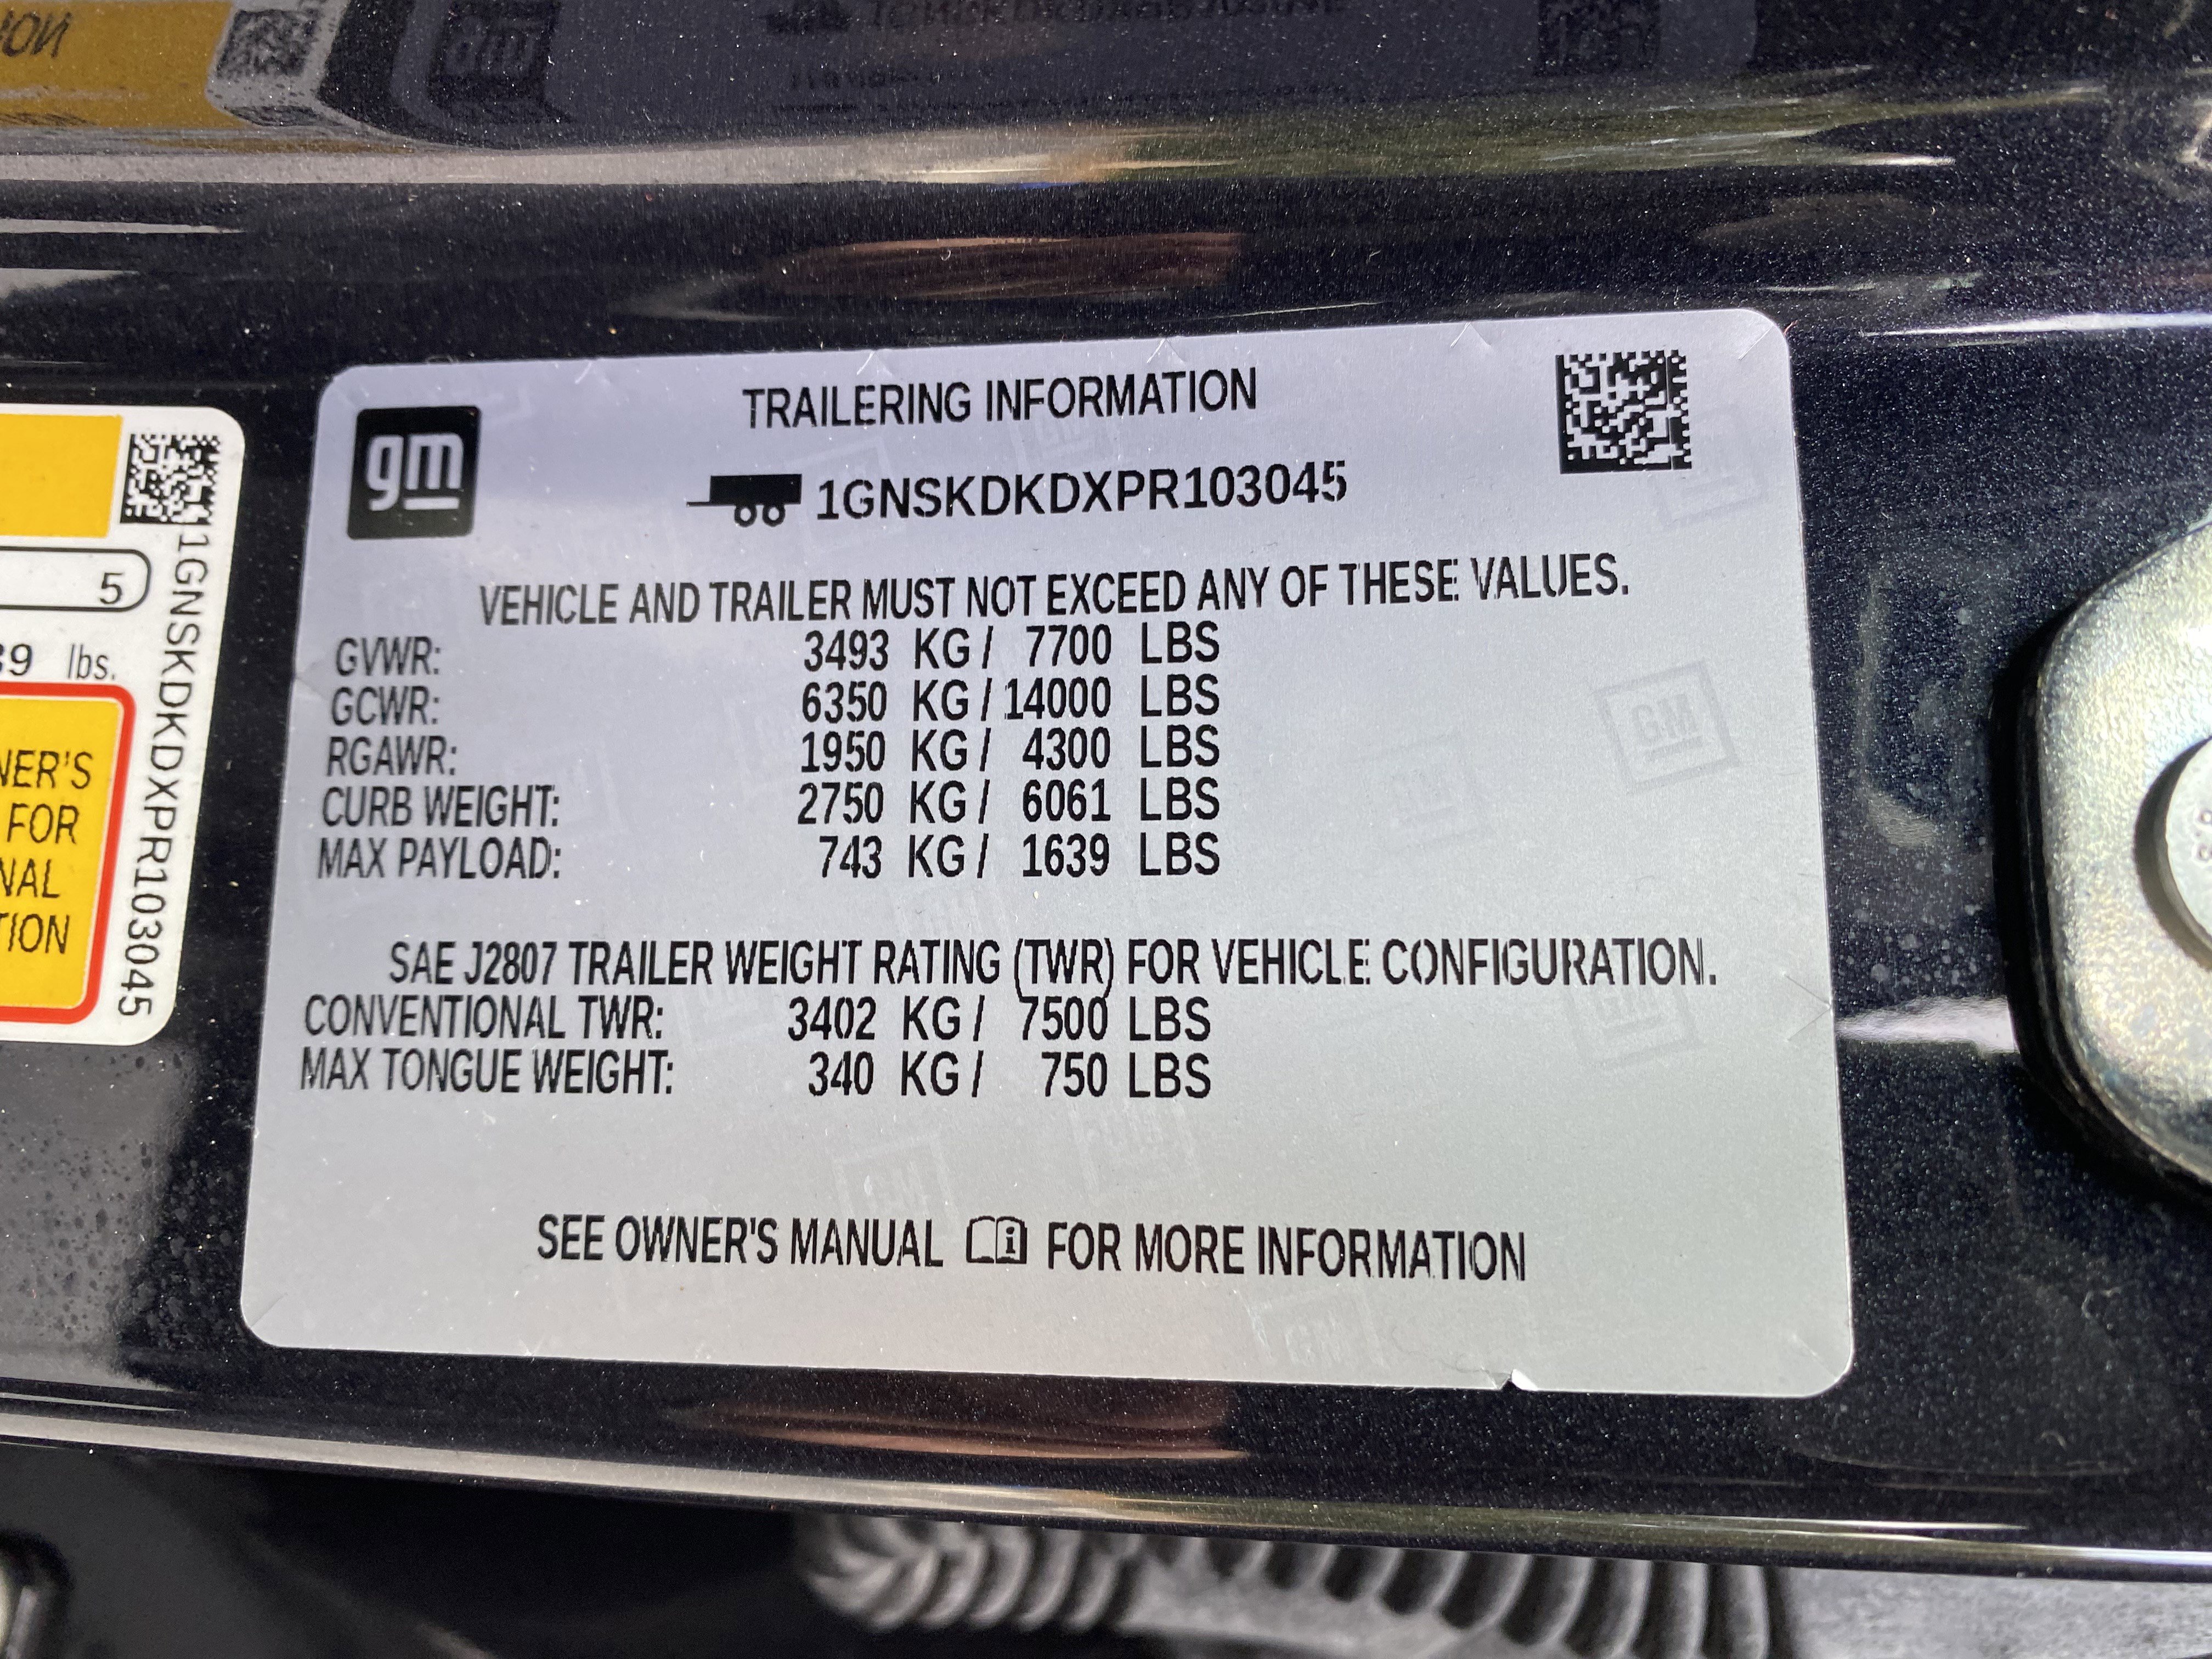 gm
TRAILERING INFORMATION
1GNSKDKDXPR103045
VEHICLE AND TRAILER MUST NOT EXCEED ANY OF THESE VALUES.
GVWR: 3493 KG / 7700 LBS
GCWR: 6350 KG / 14000 LBS
RGAWR: 1950 KG / 4300 LBS
CURB WEIGHT: 2750 KG / 6061 LBS
MAX PAYLOAD: 743 KG / 1639 LBS
SAE J2807 TRAILER WEIGHT RATING (TWR) FOR VEHICLE CONFIGURATION.
CONVENTIONAL TWR: 3402 KG / 7500 LBS
MAX TONGUE WEIGHT: 340 KG / 750 LBS
SEE OWNER'S MANUAL FOR MORE INFORMATION
5
lbs.
FOR
1GNSKDKDXPR103045
GM